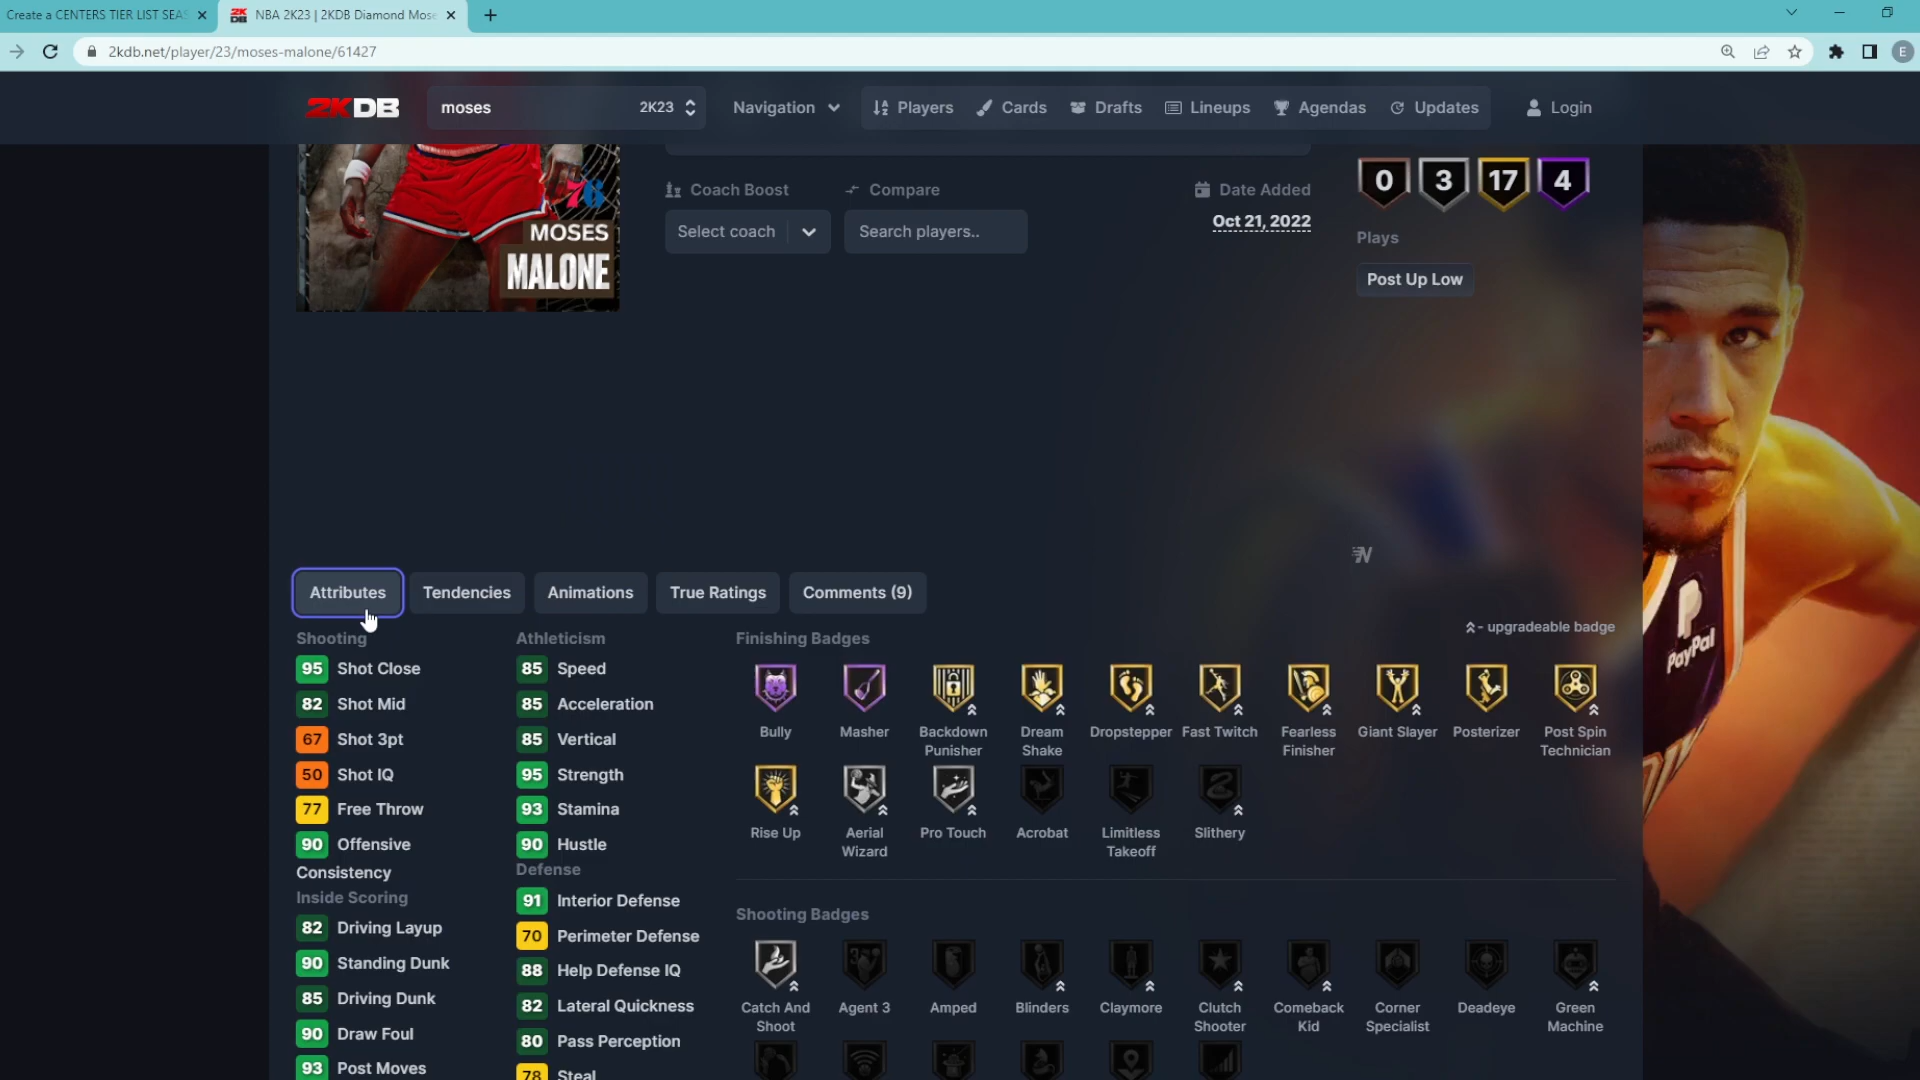 Create a CENTERS TIER LIST SEAS
NBA 2K23 | 2KDB Diamond Mose
2kdb.net/player/23/moses-malone/61427
E
2KDB
moses
2K23
Navigation
Players
Cards
Drafts
Lineups
Agendas
Updates
Login
76
MOSES
MALONE
Coach Boost
Compare
Date Added
Select coach
Search players..
Oct 21, 2022
0
3
17
4
Plays
Post Up Low
PayPal
Attributes
Tendencies
Animations
True Ratings
Comments (9)
- upgradeable badge
Shooting
95 Shot Close
82 Shot Mid
67 Shot 3pt
50 Shot IQ
77 Free Throw
90 Offensive
Consistency
Inside Scoring
82 Driving Layup
90 Standing Dunk
85 Driving Dunk
90 Draw Foul
93 Post Moves
Athleticism
85 Speed
85 Acceleration
85 Vertical
95 Strength
93 Stamina
90 Hustle
Defense
91 Interior Defense
70 Perimeter Defense
88 Help Defense IQ
82 Lateral Quickness
80 Pass Perception
78 Steal
Finishing Badges
Bully
Masher
Backdown
Punisher
Dream
Shake
Dropstepper
Fast Twitch
Fearless
Finisher
Giant Slayer
Posterizer
Post Spin
Technician
Rise Up
Aerial
Wizard
Pro Touch
Acrobat
Limitless
Takeoff
Slithery
Shooting Badges
Catch And
Shoot
Agent 3
Amped
Blinders
Claymore
Clutch
Shooter
Comeback
Kid
Corner
Specialist
Deadeye
Green
Machine